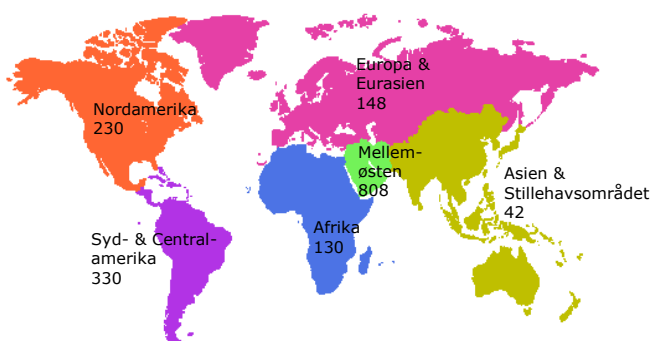 Europa &
Eurasien
148
Nordamerika
230
Mellem-
østen
808
Asien &
Stillehavsområdet
42
Afrika
130
Syd- & Central-
amerika
330